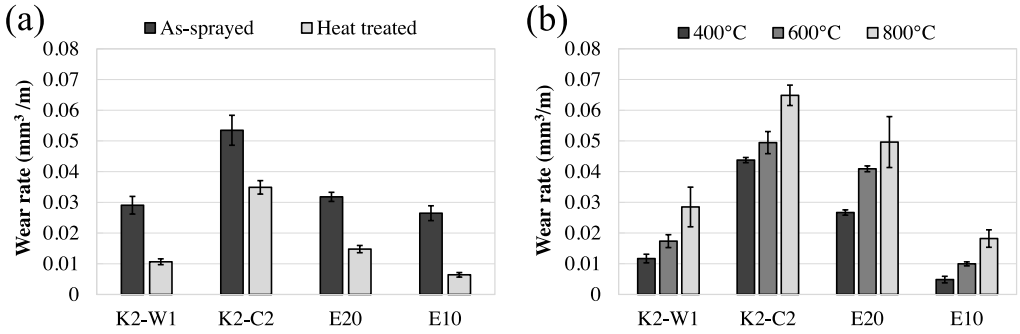 (a)
As-sprayed Heat treated
Wear rate (mm³/m)
0.08
0.07
0.06
0.05
0.04
0.03
0.02
0.01
0
K2-W1 K2-C2 E20 E10
(b)
400°C 600°C 800°C
Wear rate (mm³/m)
0.08
0.07
0.06
0.05
0.04
0.03
0.02
0.01
0
K2-W1 K2-C2 E20 E10